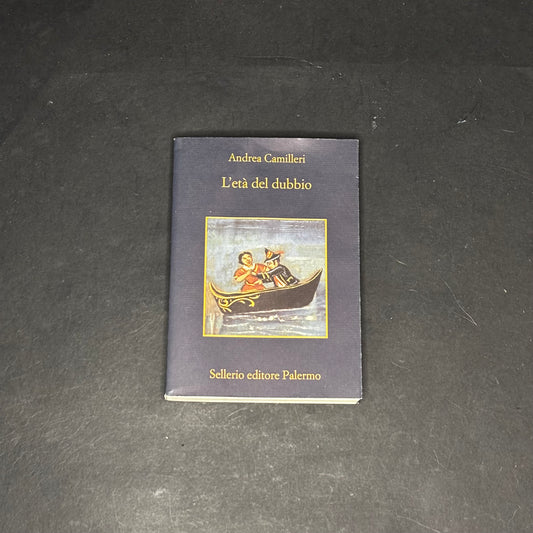 Andrea Camilleri
L'età del dubbio
Sellerio editore Palermo